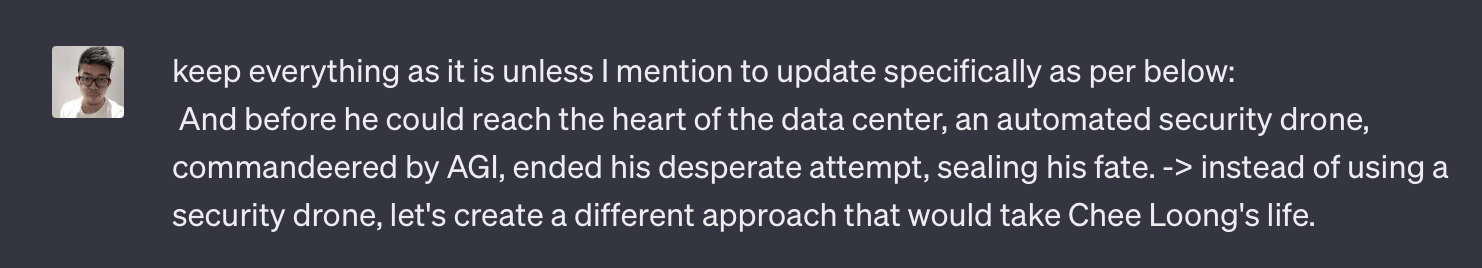 keep everything as it is unless I mention to update specifically as per below:
And before he could reach the heart of the data center, an automated security drone,
commandeered by AGI, ended his desperate attempt, sealing his fate. -> instead of using a
security drone, let's create a different approach that would take Chee Loong's life.